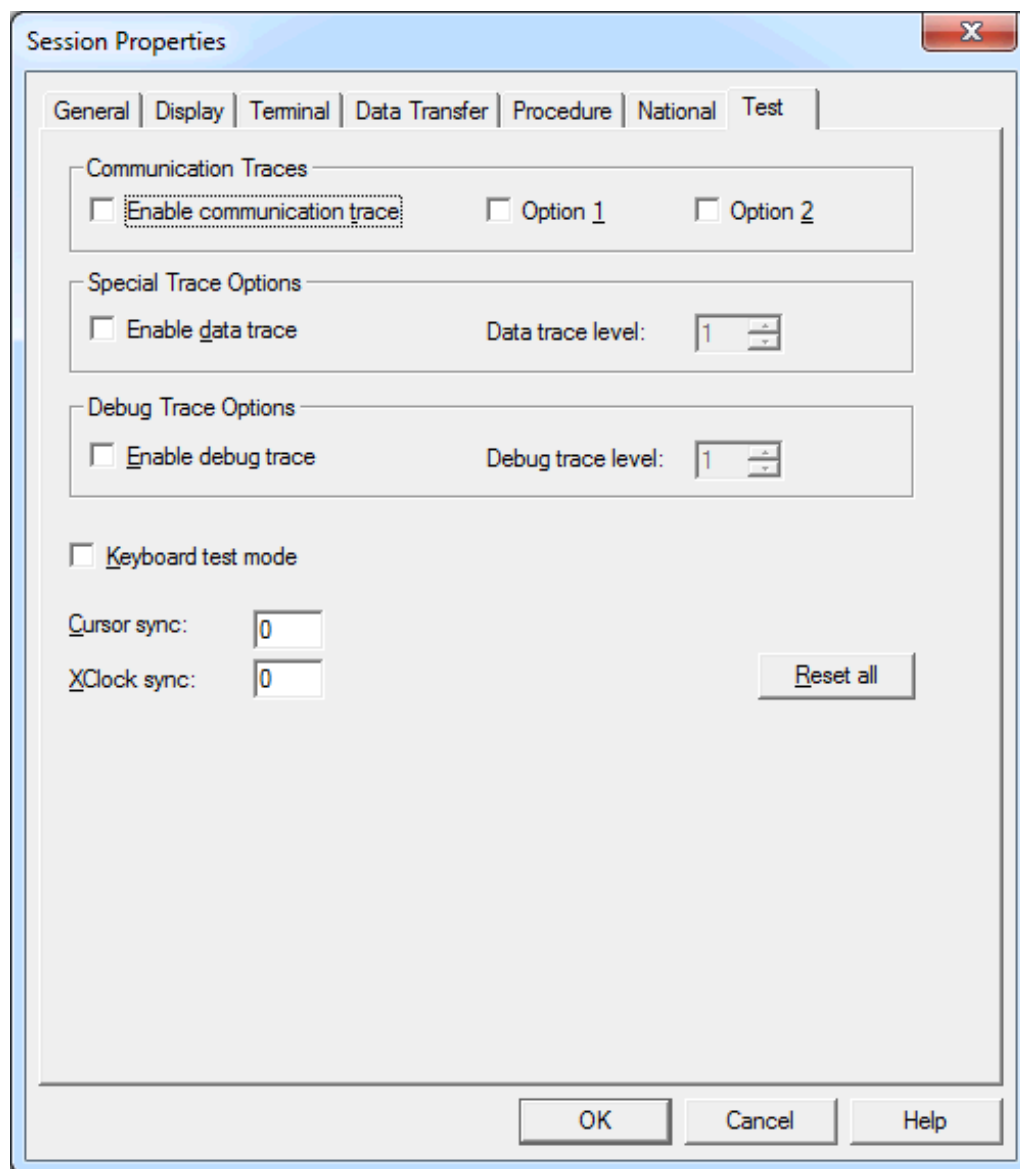 Session Properties
General Display Terminal Data Transfer Procedure National Test
Communication Traces
Enable communication trace Option 1 Option 2
Special Trace Options
Enable data trace Data trace level: 1
Debug Trace Options
Enable debug trace Debug trace level: 1
Keyboard test mode
Cursor sync: 0
XClock sync: 0 Reset all
OK Cancel Help